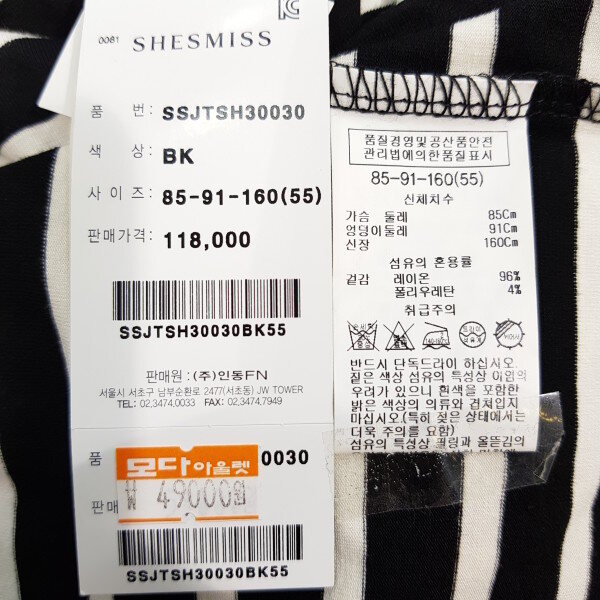 0081
SHESMISS
품 번: SSJTSH30030
색 상: BK
사 이 즈: 85-91-160(55)
판매가격: 118,000
SSJTSH30030BK55
판매원 : (주)인동FN
서울시 서초구 남부순환로 2477(서초동) JW TOWER
TEL: 02.3474.0033 FAX: 02.3474.7949
품 0030
모다아울렛
판매 ₩ 49000원
SSJTSH30030BK55
품질경영및공산품안전
관리법에의한품질표시
85-91-160(55)
신체치수
가슴 둘레 85Cm
엉덩이둘레 91Cm
신장 160Cm
섬유의 혼용률
겉감 레이온 96%
폴리우레탄 4%
취급주의
반드시 단독드라이 하십시오.
짙은 색상 섬유의 특성상 이염의
우려가 있으니 흰색을 포함한
밝은 색상의 의류와 겹쳐입지
마십시오.(특히 젖은 상태에서는
더욱 주의를 요함)
섬유의 특성상 필링과 올뜯김의